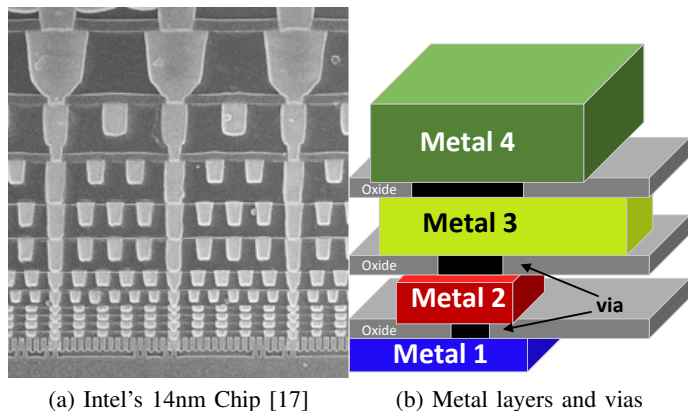 Metal 4
Oxide
Metal 3
Oxide
Metal 2
via
Oxide
Metal 1
(a) Intel's 14nm Chip [17]
(b) Metal layers and vias